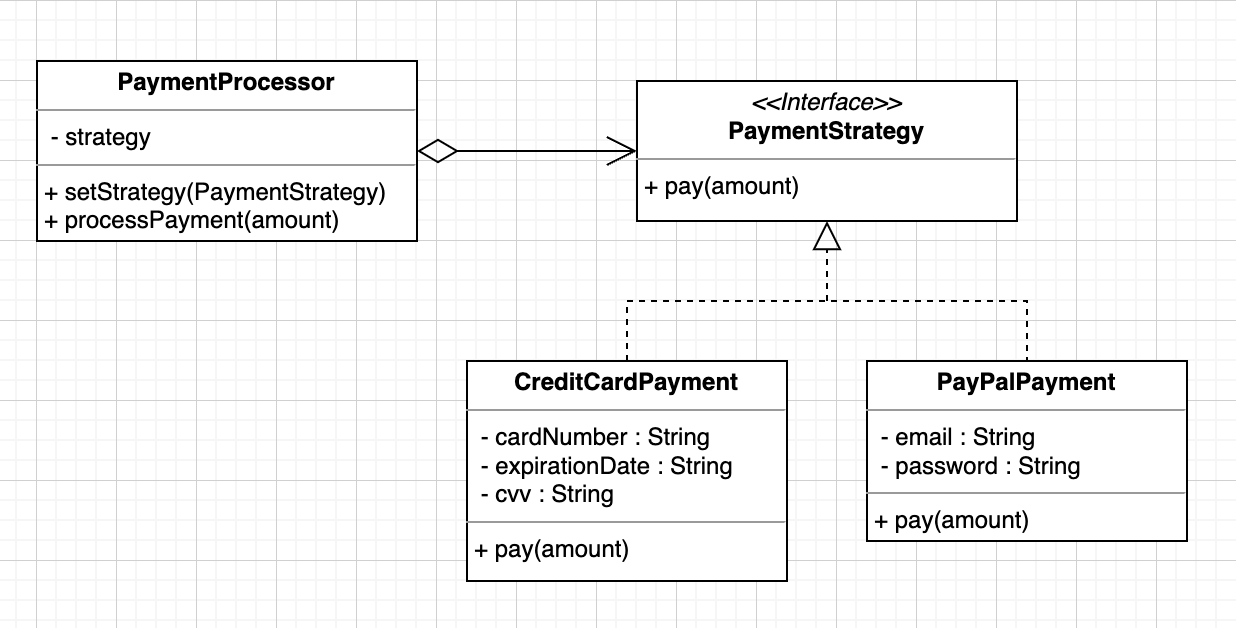 PaymentProcessor
- strategy
+ setStrategy(PaymentStrategy)
+ processPayment(amount)
<<Interface>>
PaymentStrategy
+ pay(amount)
CreditCardPayment
- cardNumber : String
- expirationDate : String
- cvv : String
+ pay(amount)
PayPalPayment
- email : String
- password : String
+ pay(amount)